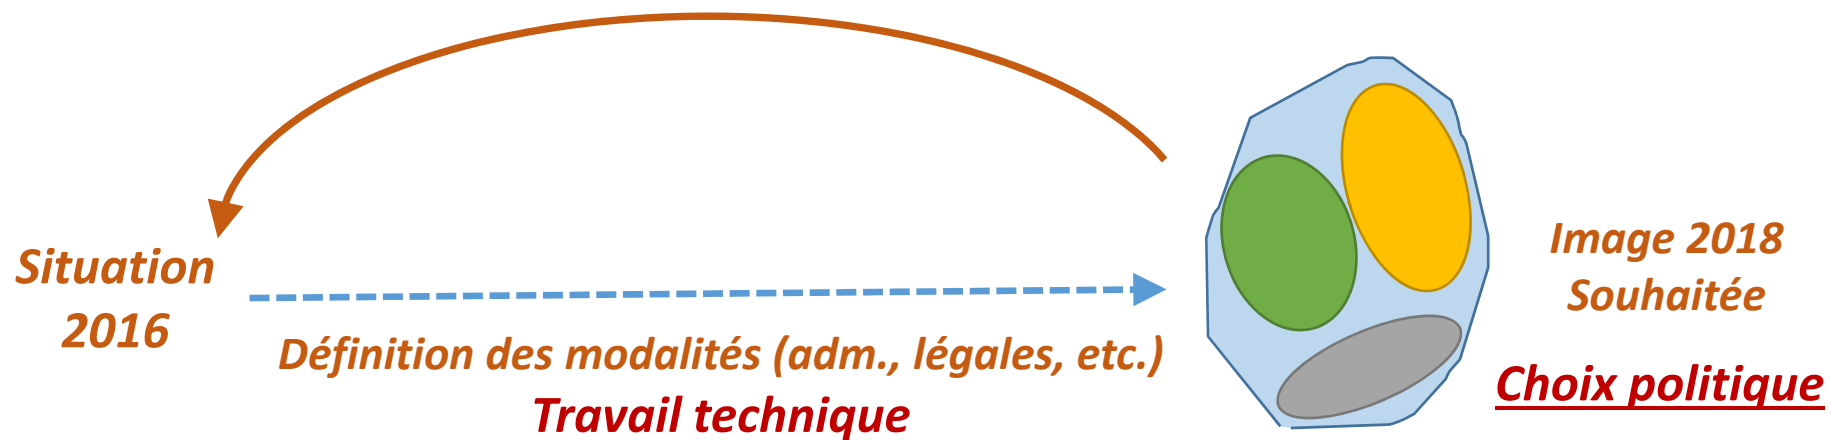 Situation
2016
Définition des modalités (adm., légales, etc.)
Travail technique
Image 2018
Souhaitée
Choix politique